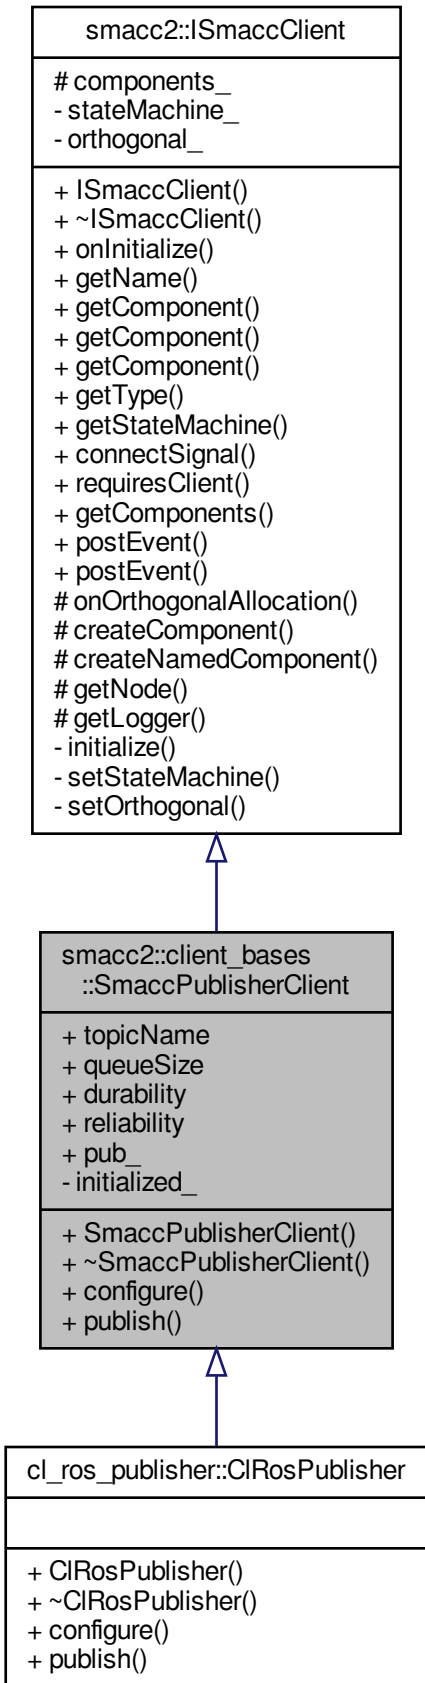 smacc2::ISmaccClient
# components_
- stateMachine_
- orthogonal_
+ ISmaccClient()
+ ~ISmaccClient()
+ onInitialize()
+ getName()
+ getComponent()
+ getComponent()
+ getComponent()
+ getType()
+ getStateMachine()
+ connectSignal()
+ requiresClient()
+ getComponents()
+ postEvent()
+ postEvent()
# onOrthogonalAllocation()
# createComponent()
# createNamedComponent()
# getNode()
# getLogger()
- initialize()
- setStateMachine()
- setOrthogonal()
smacc2::client_bases
::SmaccPublisherClient
+ topicName
+ queueSize
+ durability
+ reliability
+ pub_
- initialized_
+ SmaccPublisherClient()
+ ~SmaccPublisherClient()
+ configure()
+ publish()
cl_ros_publisher::ClRosPublisher
+ ClRosPublisher()
+ ~ClRosPublisher()
+ configure()
+ publish()